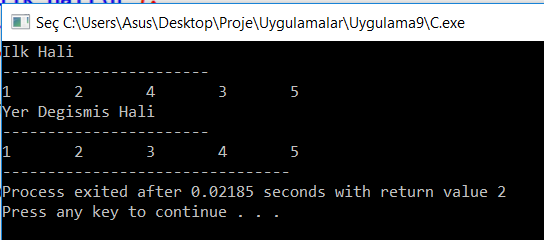 Seç C:\Users\Asus\Desktop\Proje\Uygulamalar\Uygulama9\C.exe
Ilk Hali
-----------------------
1 2 4 3 5
Yer Degismis Hali
-----------------------
1 2 3 4 5
--------------------------------
Process exited after 0.02185 seconds with return value 2
Press any key to continue . . .